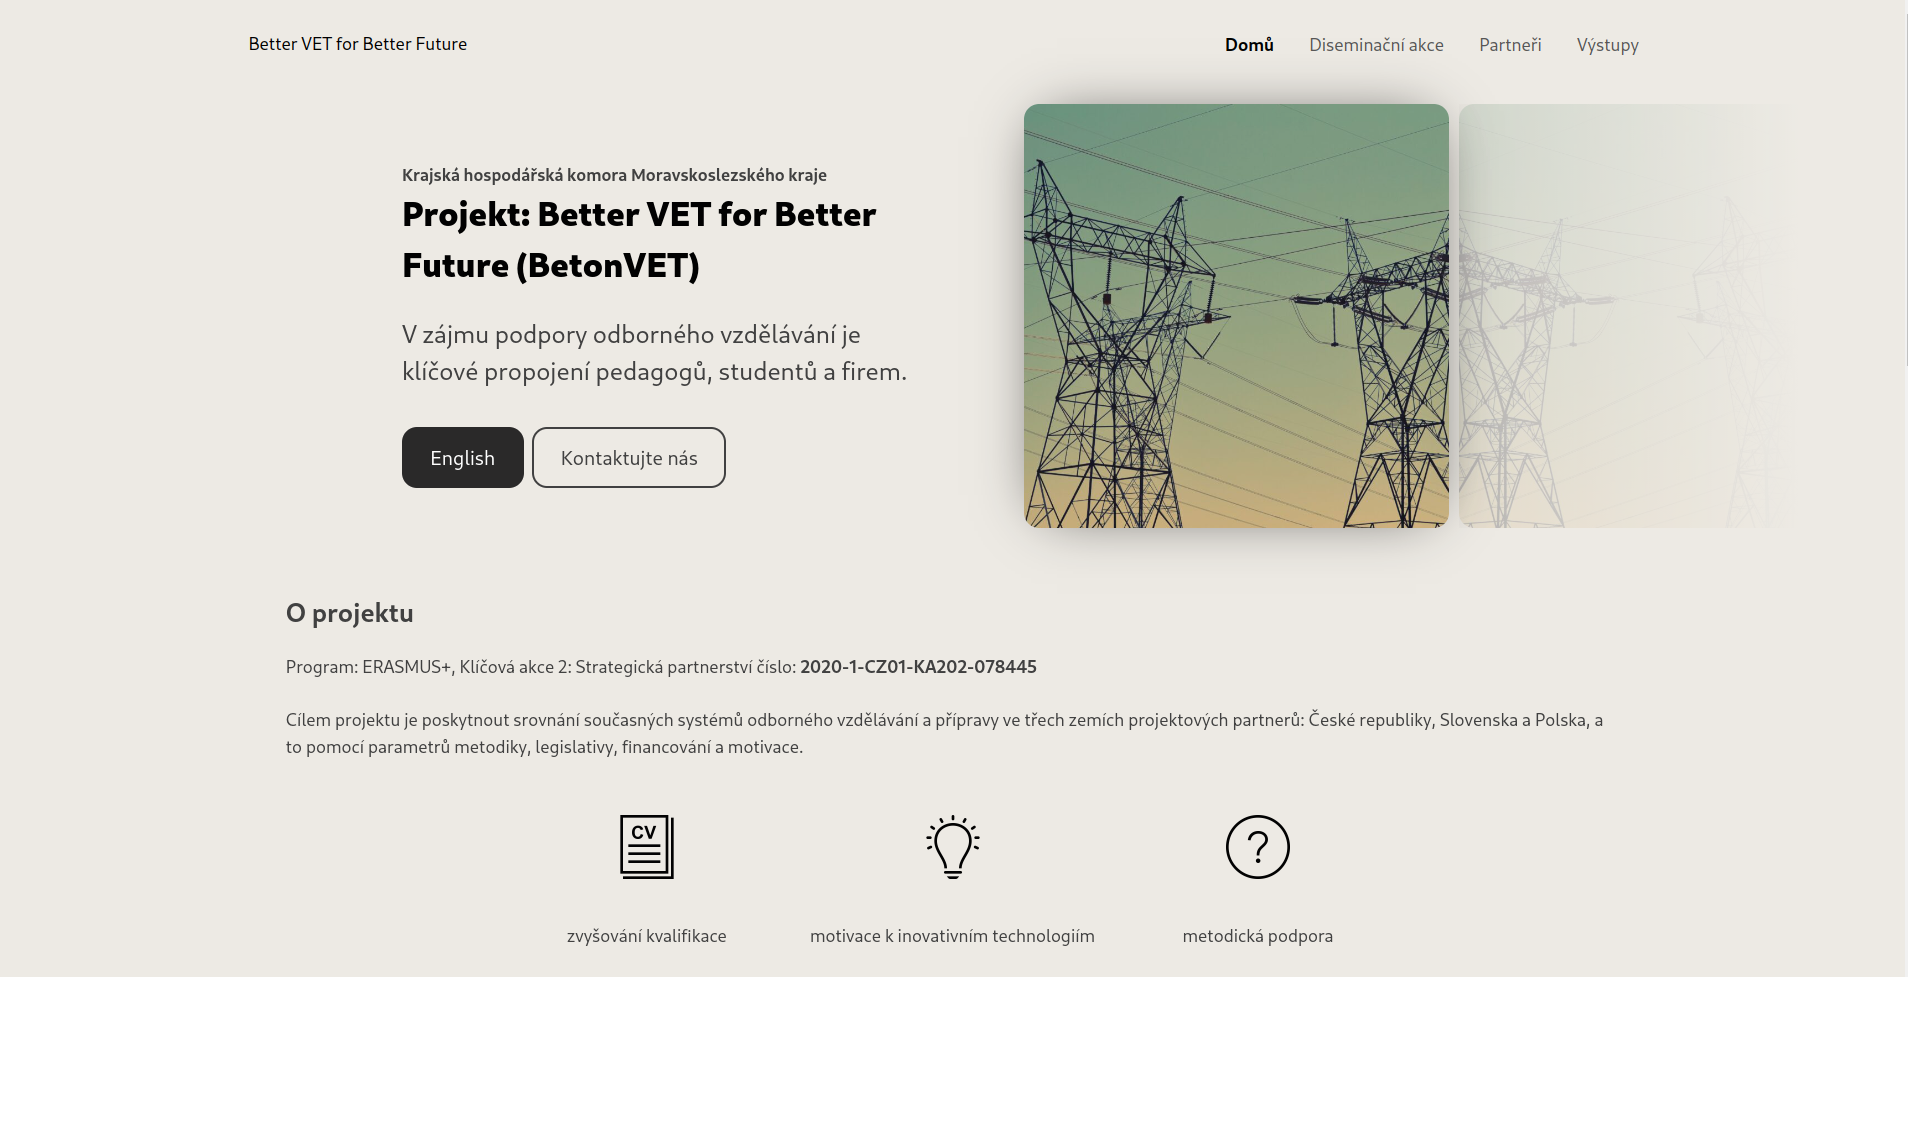 Better VET for Better Future
Domů
Diseminační akce
Partneři
Výstupy
Krajská hospodářská komora Moravskoslezského kraje
Projekt: Better VET for Better
Future (BetonVET)
V zájmu podpory odborného vzdělávání je
klíčové propojení pedagogů, studentů a firem.
English
Kontaktujte nás
O projektu
Program: ERASMUS+, Klíčová akce 2: Strategická partnerství číslo: 2020-1-CZ01-KA202-078445
Cílem projektu je poskytnout srovnání současných systémů odborného vzdělávání a přípravy ve třech zemích projektových partnerů: České republiky, Slovenska a Polska, a
to pomocí parametrů metodiky, legislativy, financování a motivace.
CV
?
zvyšování kvalifikace
motivace k inovativním technologiím
metodická podpora